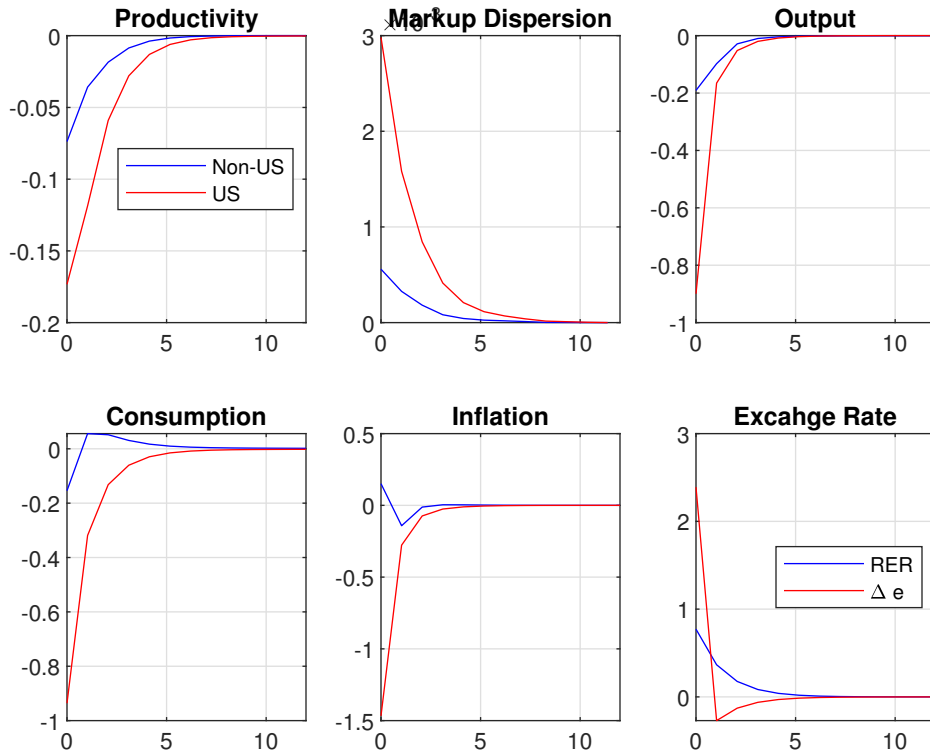 Productivity
0
-0.05
-0.1
-0.15
-0.2
0 5 10
Non-US
US
Markup Dispersion
3
2
1
0
0 5 10
Output
0
-0.2
-0.4
-0.6
-0.8
-1
0 5 10
Consumption
0
-0.2
-0.4
-0.6
-0.8
-1
0 5 10
Inflation
0.5
0
-0.5
-1
-1.5
0 5 10
Excahge Rate
3
2
1
0
0 5 10
RER
Δ e